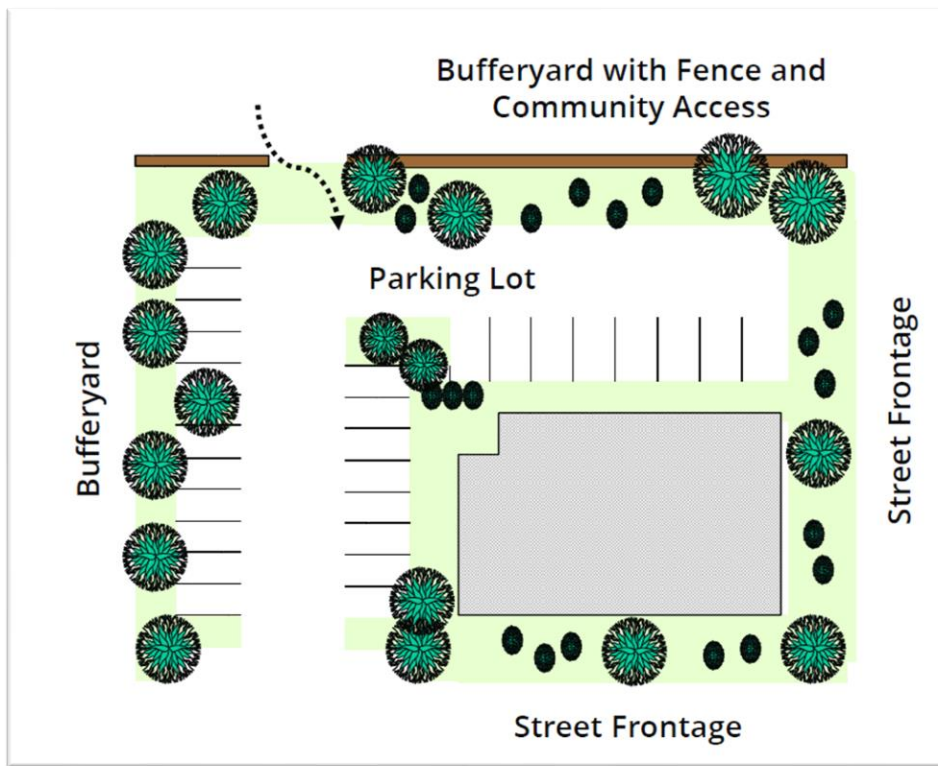 Bufferyard with Fence and
Community Access
Parking Lot
Bufferyard
Street Frontage
Street Frontage